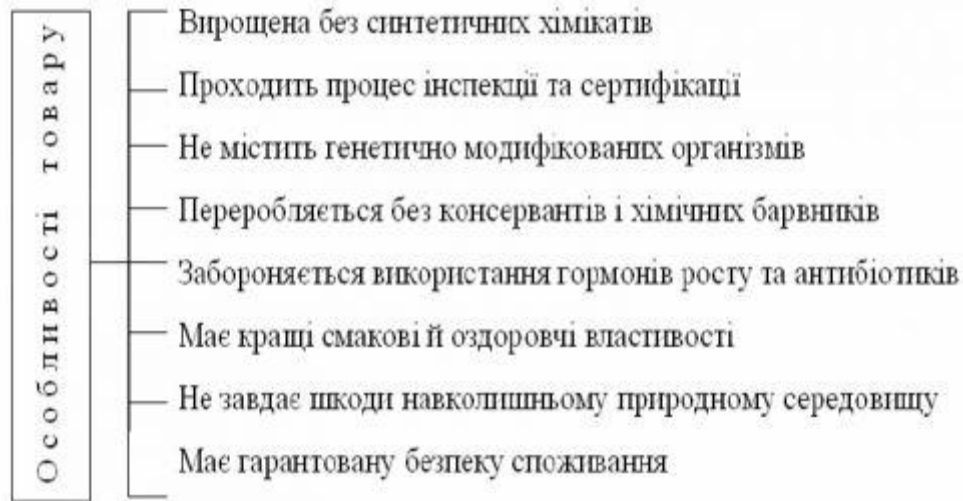 Особливості товару
Вирощена без синтетичних хімікатів
Проходить процес інспекції та сертифікації
Не містить генетично модифікованих організмів
Переробляється без консервантів і хімічних барвників
Забороняється використання гормонів росту та антибіотиків
Має кращі смакові й оздоровчі властивості
Не завдає шкоди навколишньому природному середовищу
Має гарантовану безпеку споживання